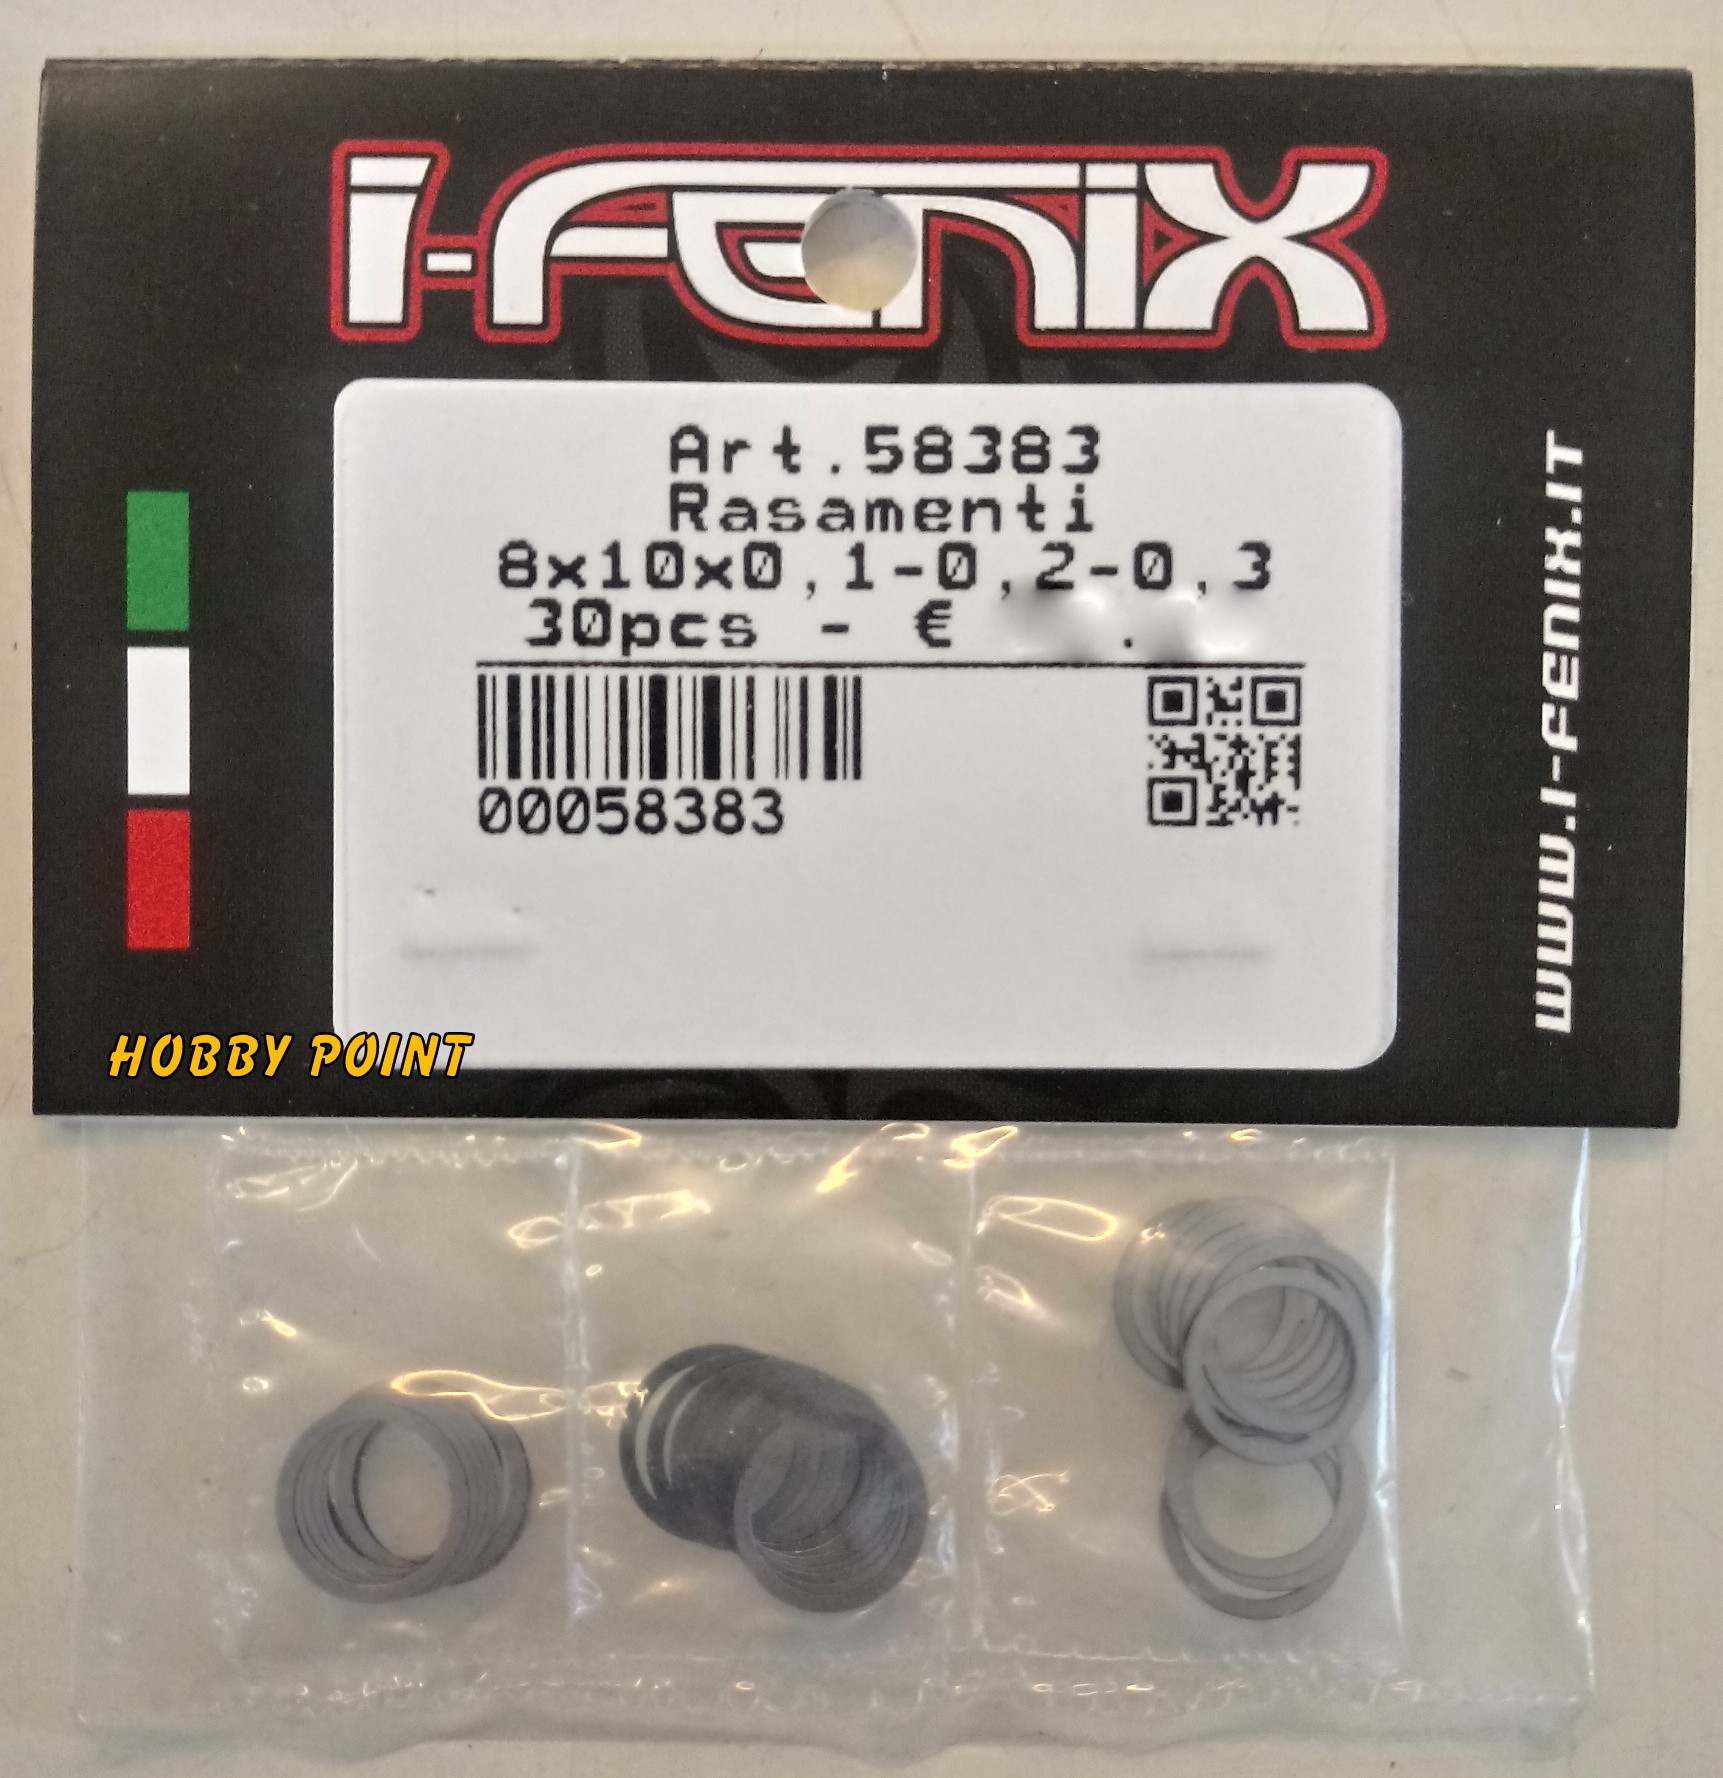 i-fenix
Art.58383
Rasamenti
8x10x0,1-0,2-0,3
30pcs - €
00058383
WWW.I-FENIX.IT
HOBBY POINT